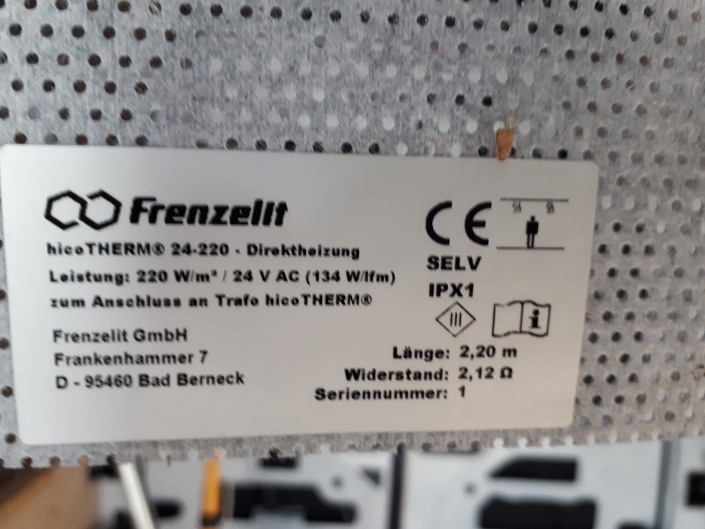 Frenzelit
hicoTHERM® 24-220 - Direktheizung
Leistung: 220 W/m² / 24 V AC (134 W/lfm)
zum Anschluss an Trafo hicoTHERM®
Frenzelit GmbH
Frankenhammer 7
D - 95460 Bad Berneck
CE
SELV
IPX1
III
i
Länge: 2,20 m
Widerstand: 2,12 Ω
Seriennummer: 1